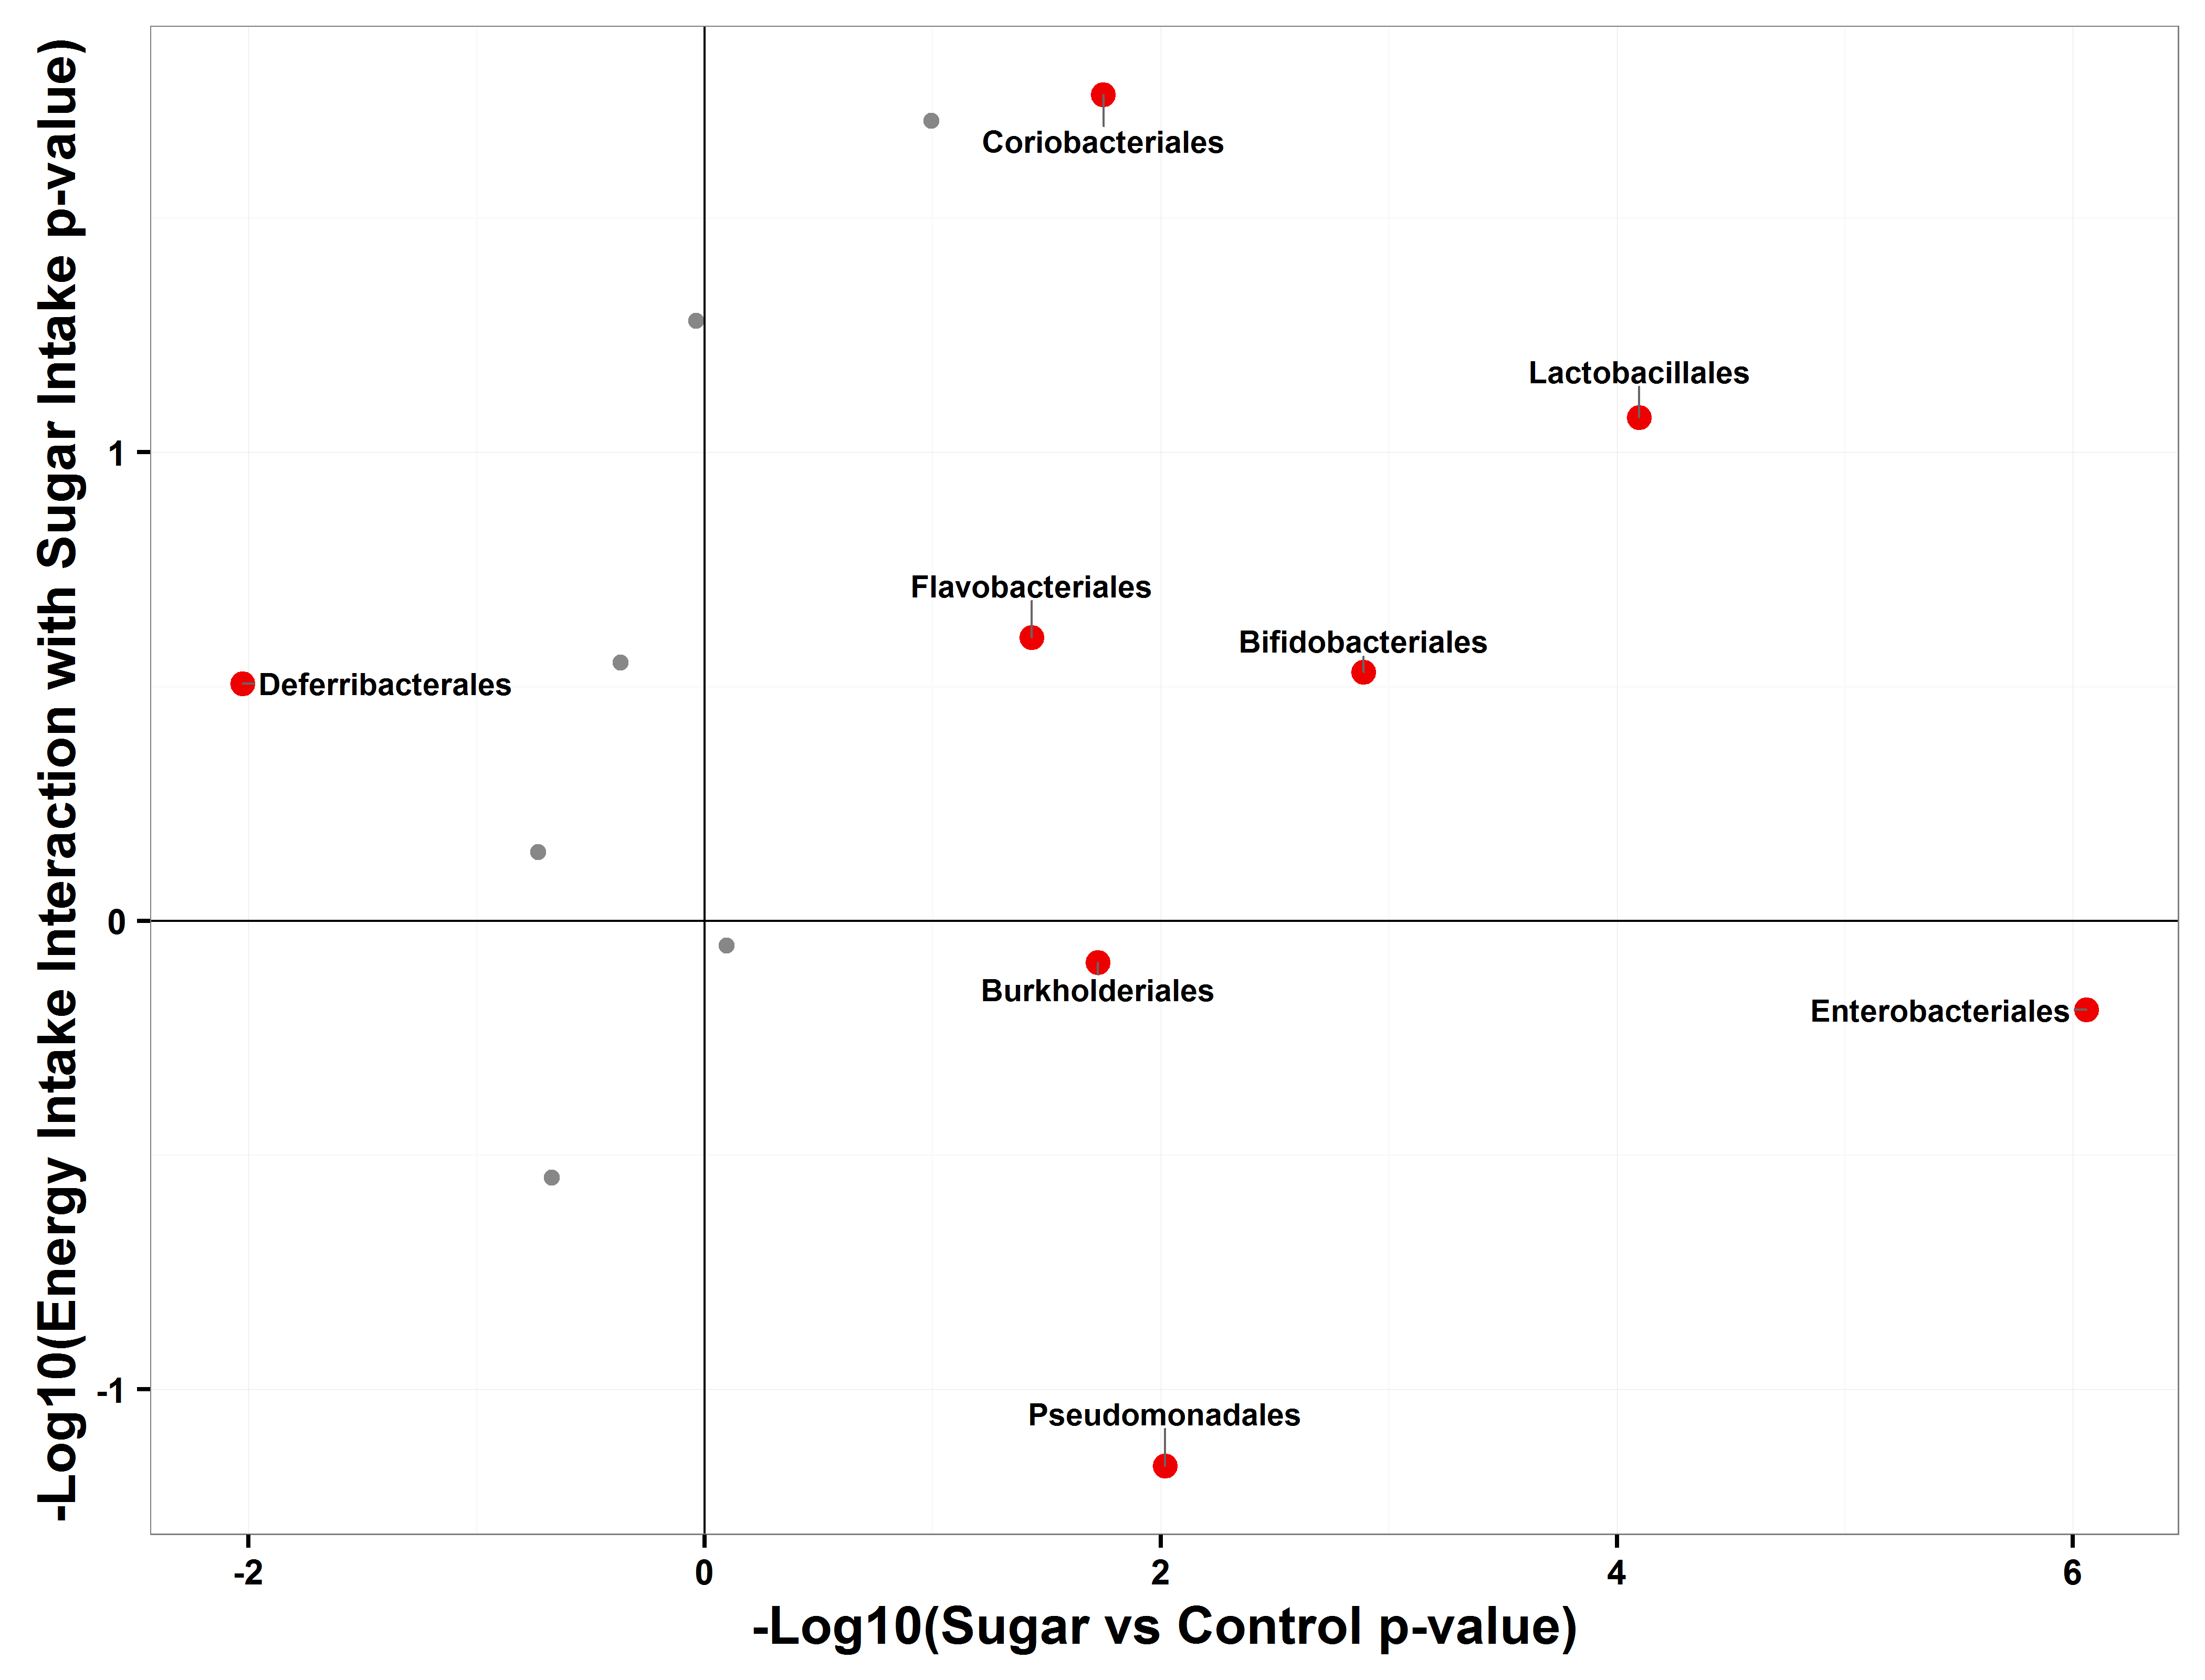 -Log10(Energy Intake Interaction with Sugar Intake p-value)
Coriobacteriales
Lactobacillales
1
Flavobacteriales
Bifidobacteriales
Deferribacterales
0
Burkholderiales
Enterobacteriales
-1
Pseudomonadales
-2 0 2 4 6
-Log10(Sugar vs Control p-value)